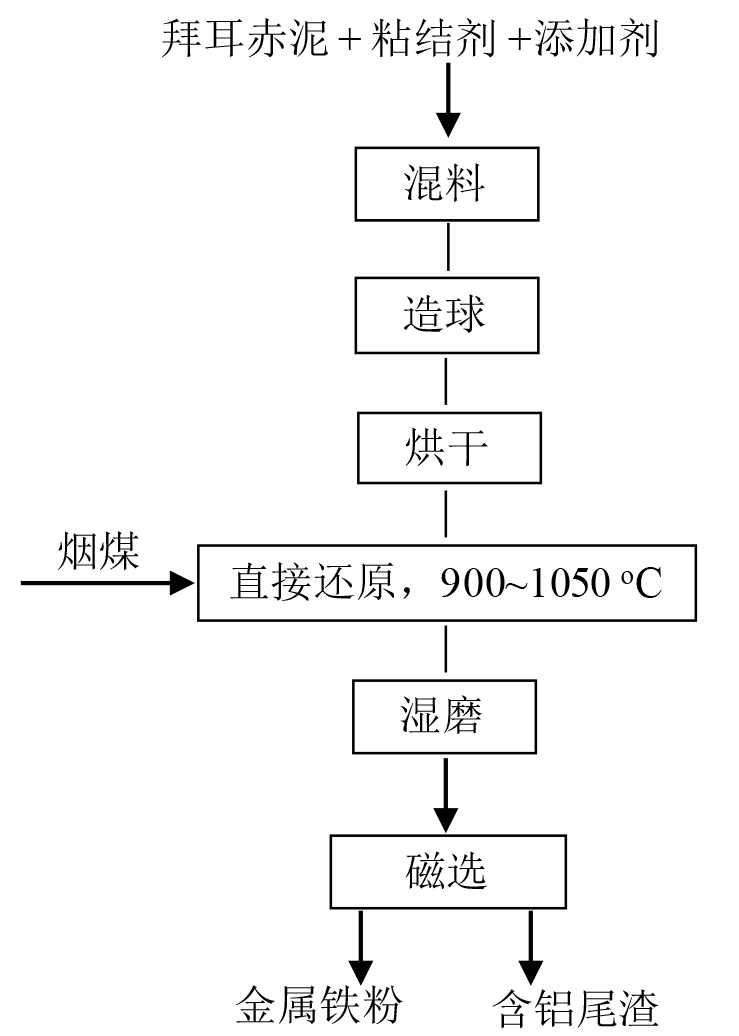 拜耳赤泥 + 粘结剂 +添加剂
混料
造球
烘干
烟煤
直接还原，900~1050 °C
湿磨
磁选
金属铁粉
含铝尾渣